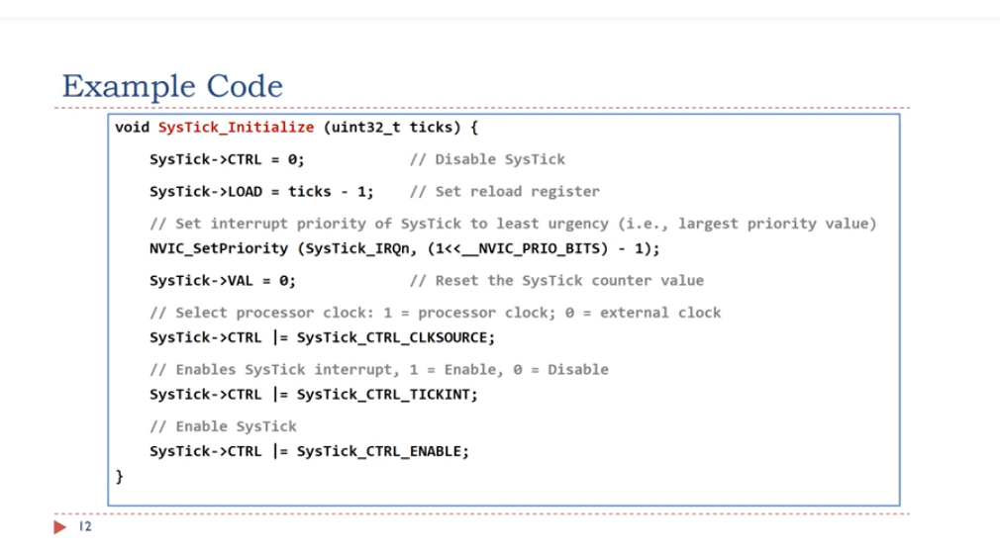 Example Code
void SysTick_Initialize (uint32_t ticks) {
SysTick->CTRL = 0; // Disable SysTick
SysTick->LOAD = ticks - 1; // Set reload register
// Set interrupt priority of SysTick to least urgency (i.e., largest priority value)
NVIC_SetPriority (SysTick_IRQn, (1<<__NVIC_PRIO_BITS) - 1);
SysTick->VAL = 0; // Reset the SysTick counter value
// Select processor clock: 1 = processor clock; 0 = external clock
SysTick->CTRL |= SysTick_CTRL_CLKSOURCE;
// Enables SysTick interrupt, 1 = Enable, 0 = Disable
SysTick->CTRL |= SysTick_CTRL_TICKINT;
// Enable SysTick
SysTick->CTRL |= SysTick_CTRL_ENABLE;
}
12